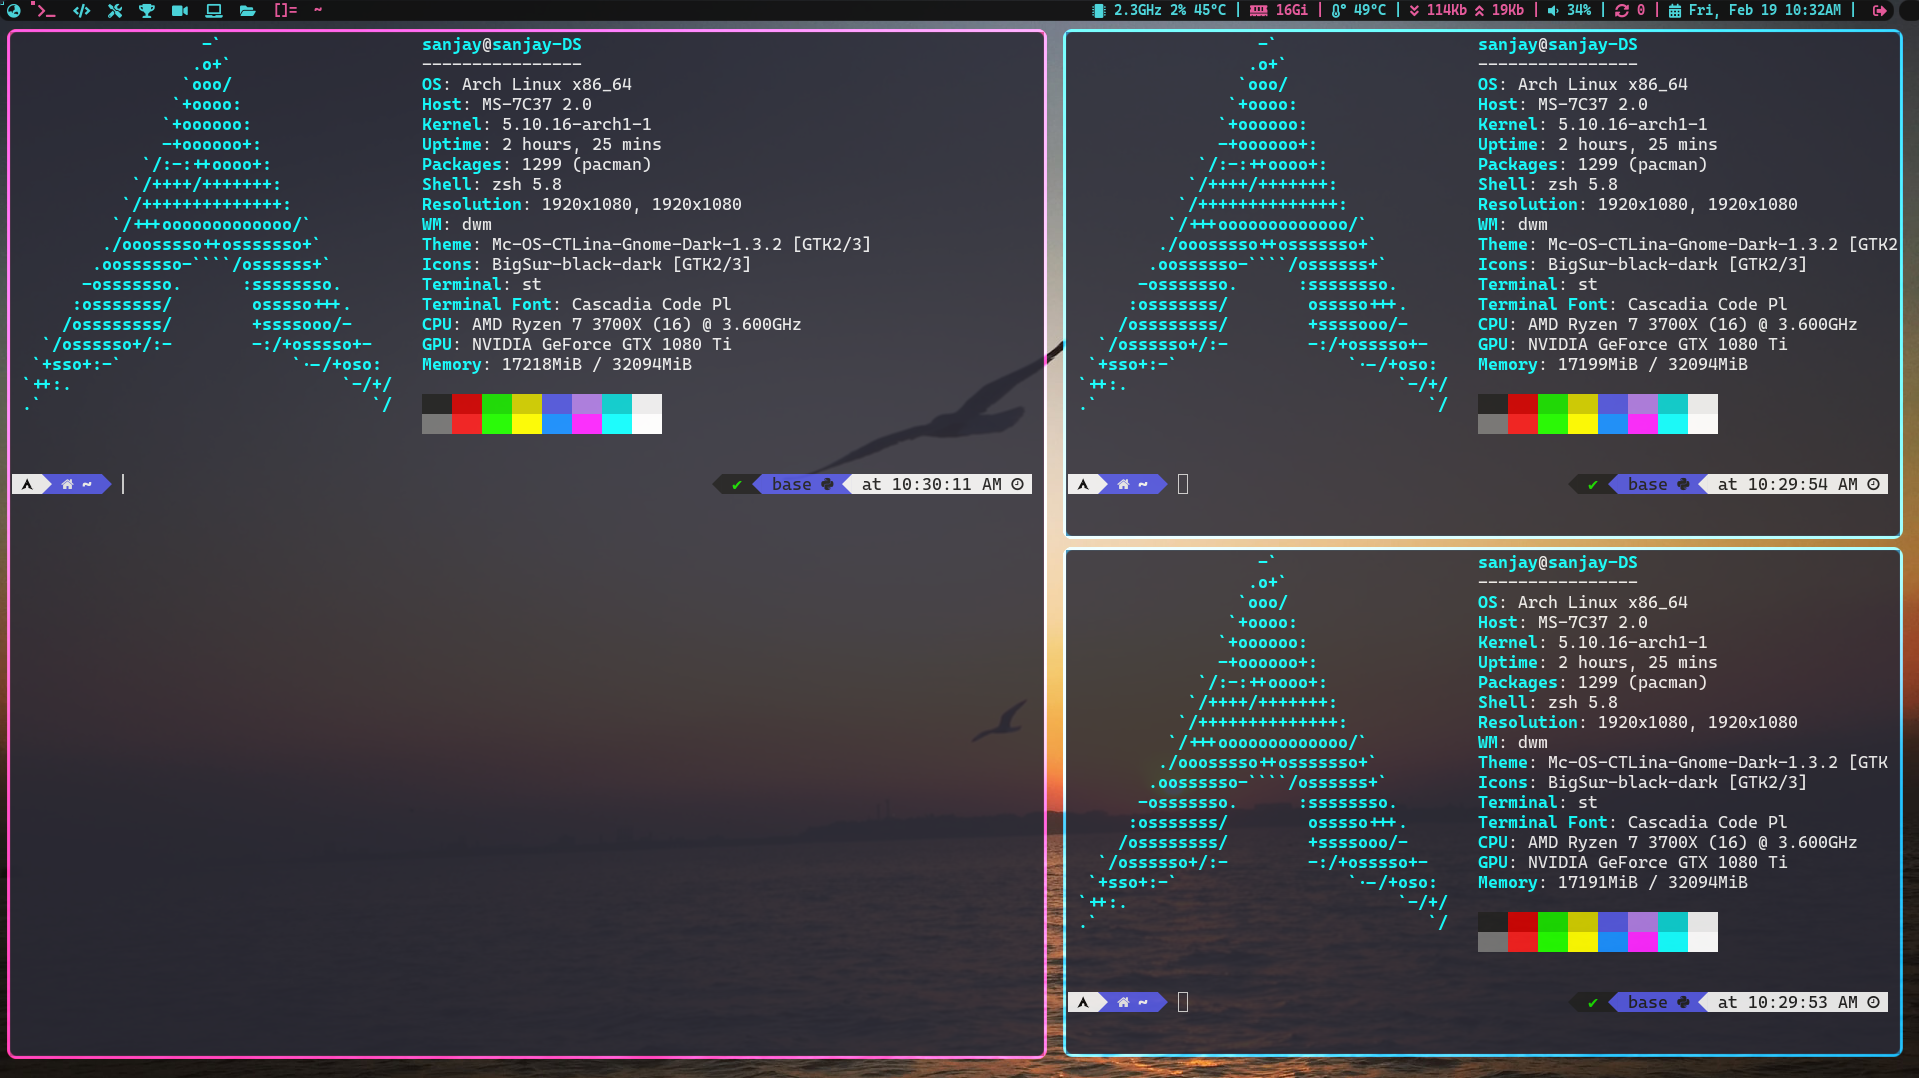 >_ </> []= ~ 2.3GHz 2% 45°C | 16Gi | 49°C | 114Kb 19Kb | 34% | 0 | Fri, Feb 19 10:32AM |
sanjay@sanjay-DS
----------------
OS: Arch Linux x86_64
Host: MS-7C37 2.0
Kernel: 5.10.16-arch1-1
Uptime: 2 hours, 25 mins
Packages: 1299 (pacman)
Shell: zsh 5.8
Resolution: 1920x1080, 1920x1080
WM: dwm
Theme: Mc-OS-CTLina-Gnome-Dark-1.3.2 [GTK2/3]
Icons: BigSur-black-dark [GTK2/3]
Terminal: st
Terminal Font: Cascadia Code Pl
CPU: AMD Ryzen 7 3700X (16) @ 3.600GHz
GPU: NVIDIA GeForce GTX 1080 Ti
Memory: 17218MiB / 32094MiB
~ ✔ base at 10:30:11 AM
sanjay@sanjay-DS
----------------
OS: Arch Linux x86_64
Host: MS-7C37 2.0
Kernel: 5.10.16-arch1-1
Uptime: 2 hours, 25 mins
Packages: 1299 (pacman)
Shell: zsh 5.8
Resolution: 1920x1080, 1920x1080
WM: dwm
Theme: Mc-OS-CTLina-Gnome-Dark-1.3.2 [GTK2
Icons: BigSur-black-dark [GTK2/3]
Terminal: st
Terminal Font: Cascadia Code Pl
CPU: AMD Ryzen 7 3700X (16) @ 3.600GHz
GPU: NVIDIA GeForce GTX 1080 Ti
Memory: 17199MiB / 32094MiB
~ ✔ base at 10:29:54 AM
sanjay@sanjay-DS
----------------
OS: Arch Linux x86_64
Host: MS-7C37 2.0
Kernel: 5.10.16-arch1-1
Uptime: 2 hours, 25 mins
Packages: 1299 (pacman)
Shell: zsh 5.8
Resolution: 1920x1080, 1920x1080
WM: dwm
Theme: Mc-OS-CTLina-Gnome-Dark-1.3.2 [GTK
Icons: BigSur-black-dark [GTK2/3]
Terminal: st
Terminal Font: Cascadia Code Pl
CPU: AMD Ryzen 7 3700X (16) @ 3.600GHz
GPU: NVIDIA GeForce GTX 1080 Ti
Memory: 17191MiB / 32094MiB
~ ✔ base at 10:29:53 AM